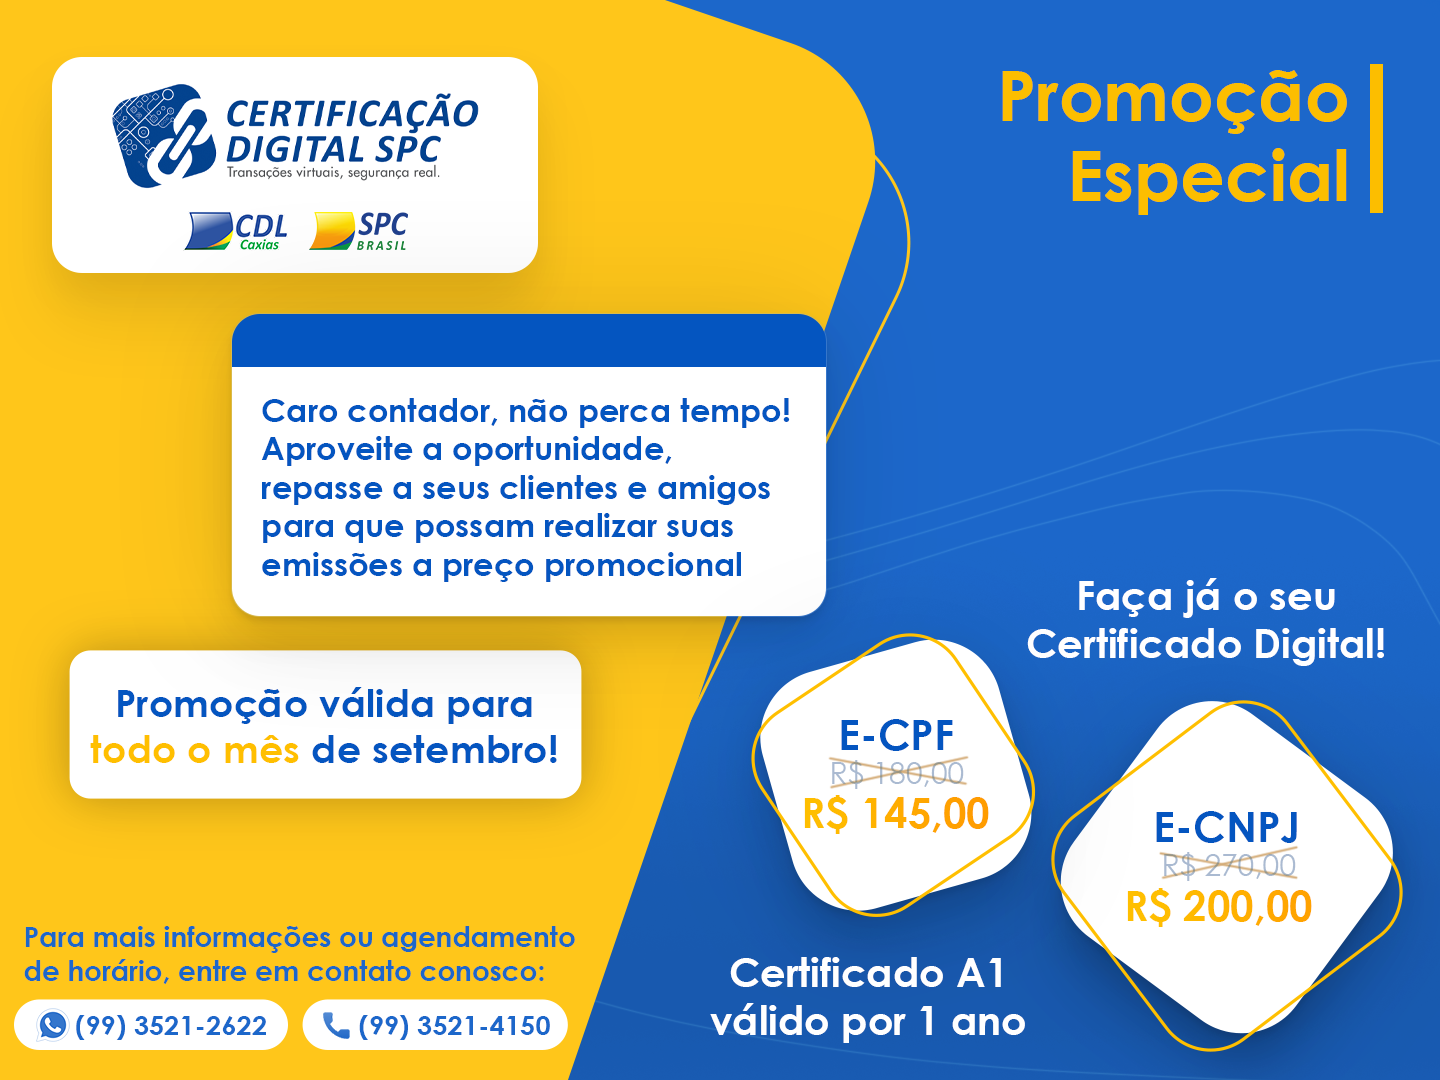 CERTIFICAÇÃO
DIGITAL SPC
Transações virtuais, segurança real.
CDL
Caxias
SPC
BRASIL
Promoção
Especial
Caro contador, não perca tempo!
Aproveite a oportunidade,
repasse a seus clientes e amigos
para que possam realizar suas
emissões a preço promocional
Promoção válida para
todo o mês de setembro!
Faça já o seu
Certificado Digital!
E-CPF
R$ 180,00
R$ 145,00
E-CNPJ
R$ 270,00
R$ 200,00
Certificado A1
válido por 1 ano
Para mais informações ou agendamento
de horário, entre em contato conosco:
(99) 3521-2622
(99) 3521-4150